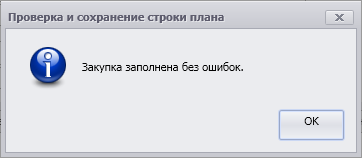 Проверка и сохранение строки плана
Закупка заполнена без ошибок.
OK